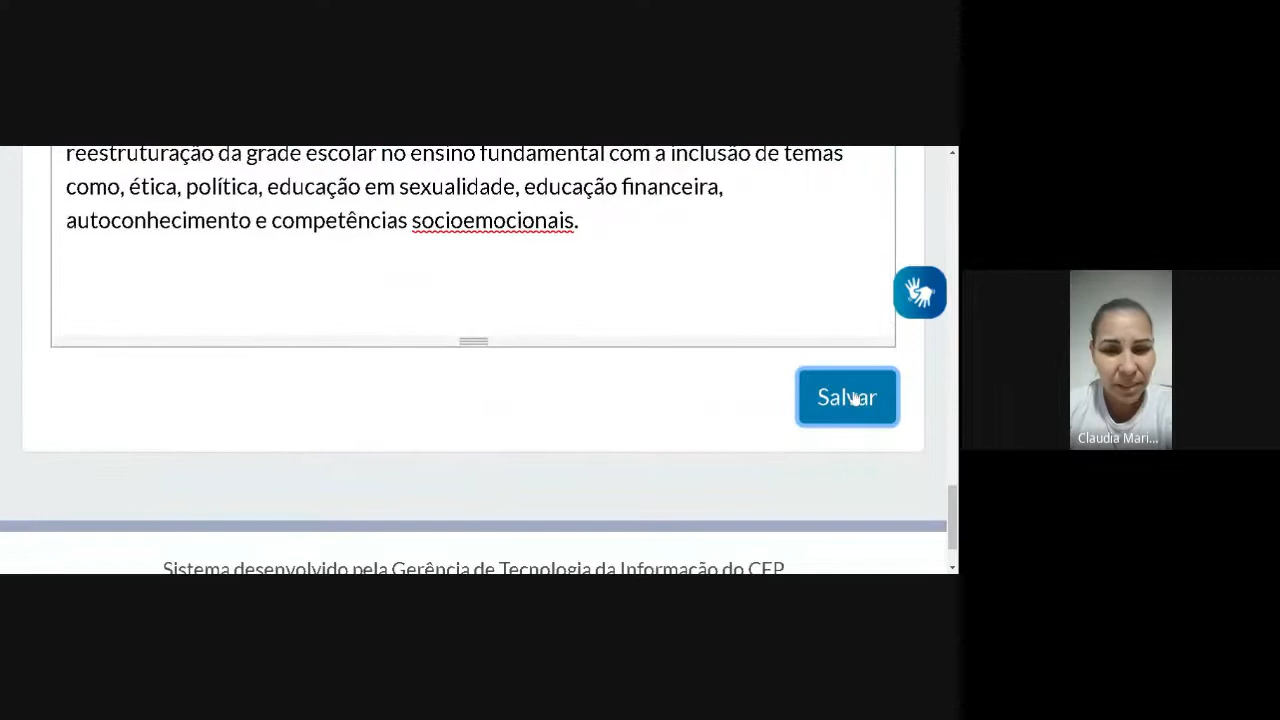 reestruturação da grade escolar no ensino fundamental com a inclusão de temas
como, ética, política, educação em sexualidade, educação financeira,
autoconhecimento e competências socioemocionais.
Salvar
Claudia Mari...
Sistema desenvolvido pela Gerência de Tecnologia da Informação do CFP